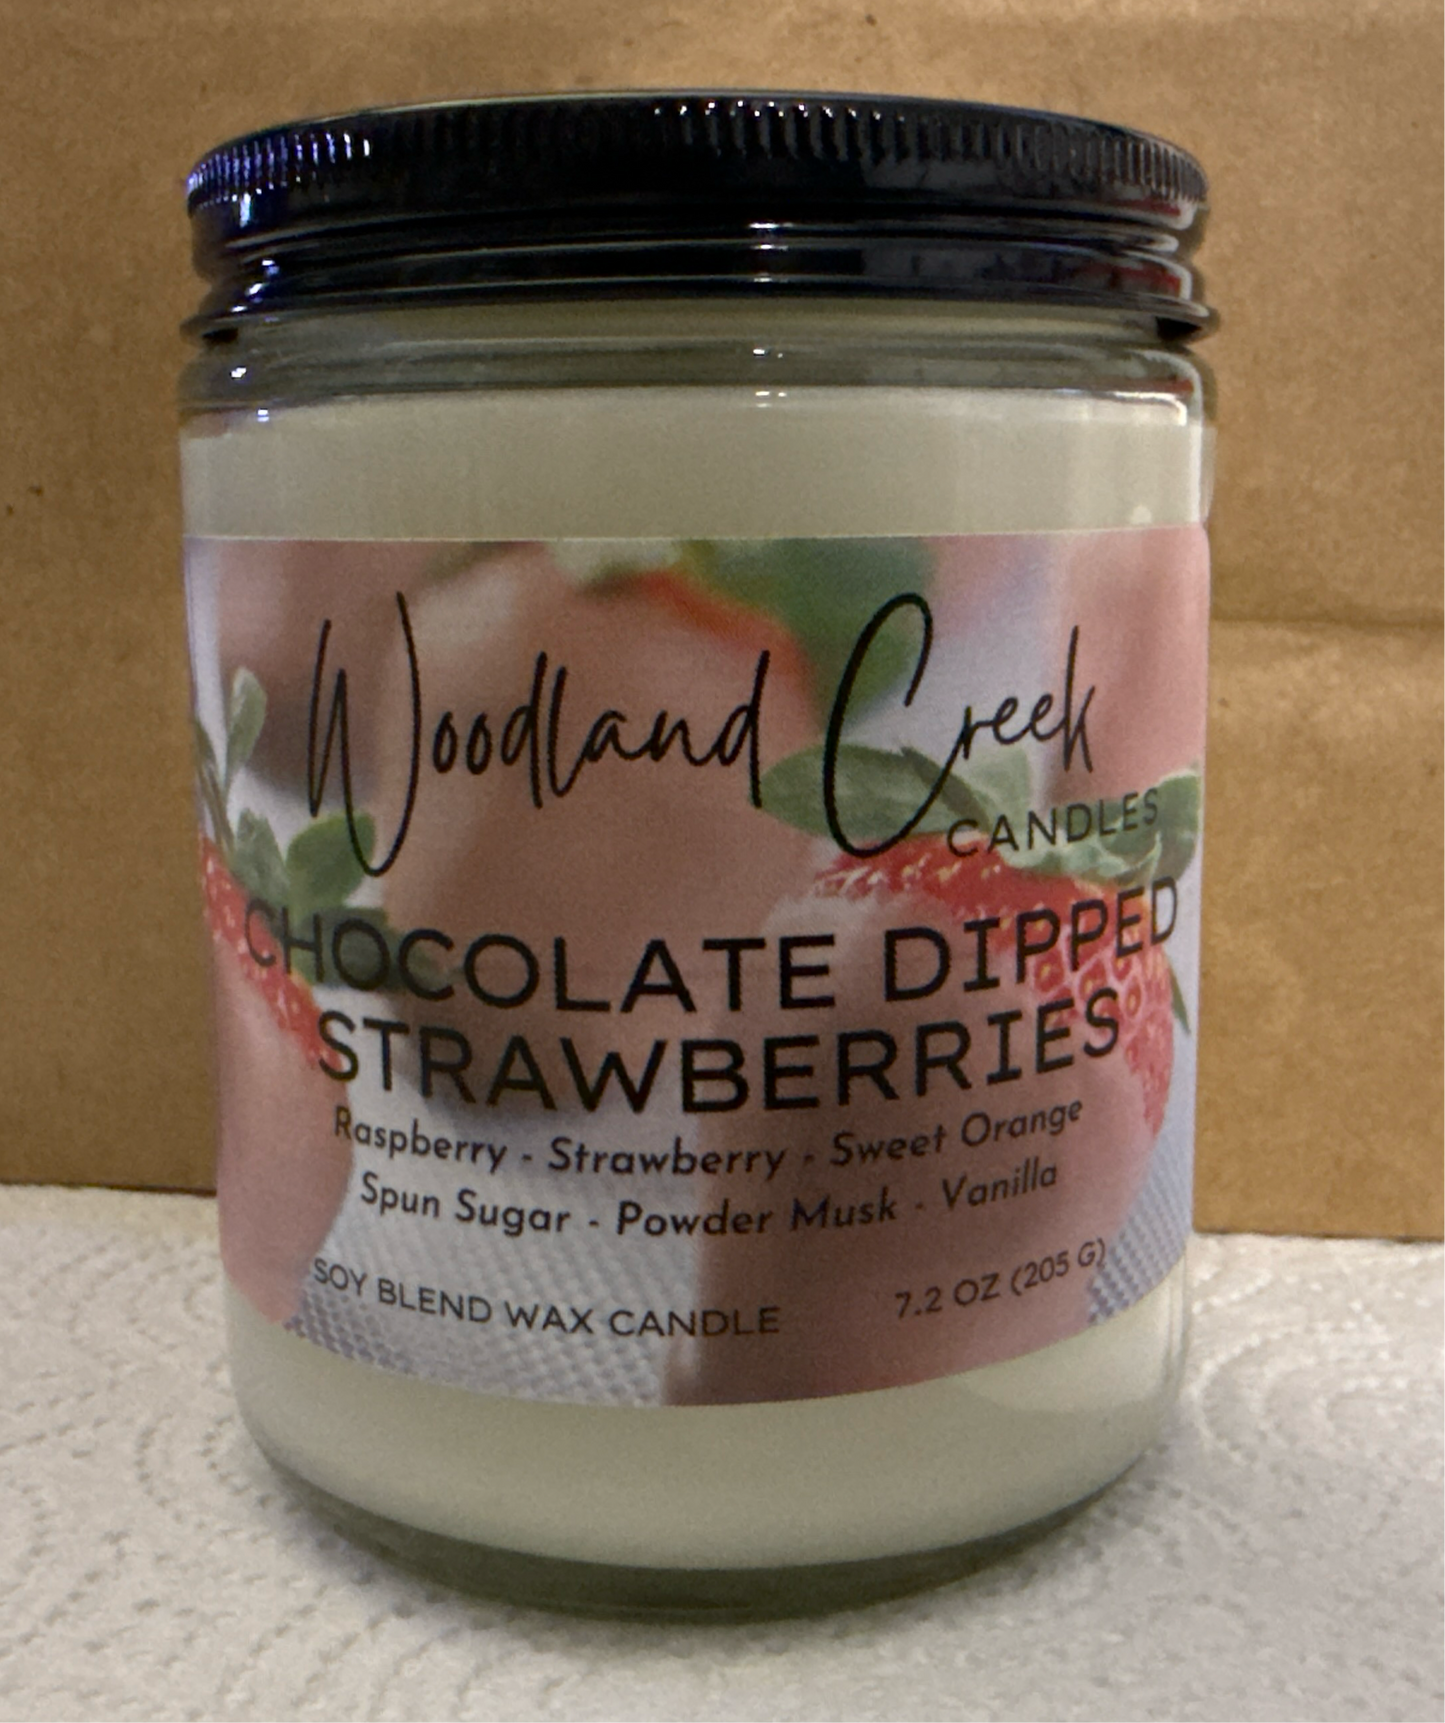 Woodland Creek
CANDLES
CHOCOLATE DIPPED
STRAWBERRIES
Raspberry - Strawberry - Sweet Orange
Spun Sugar - Powder Musk - Vanilla
SOY BLEND WAX CANDLE 7.2 OZ (205 G)